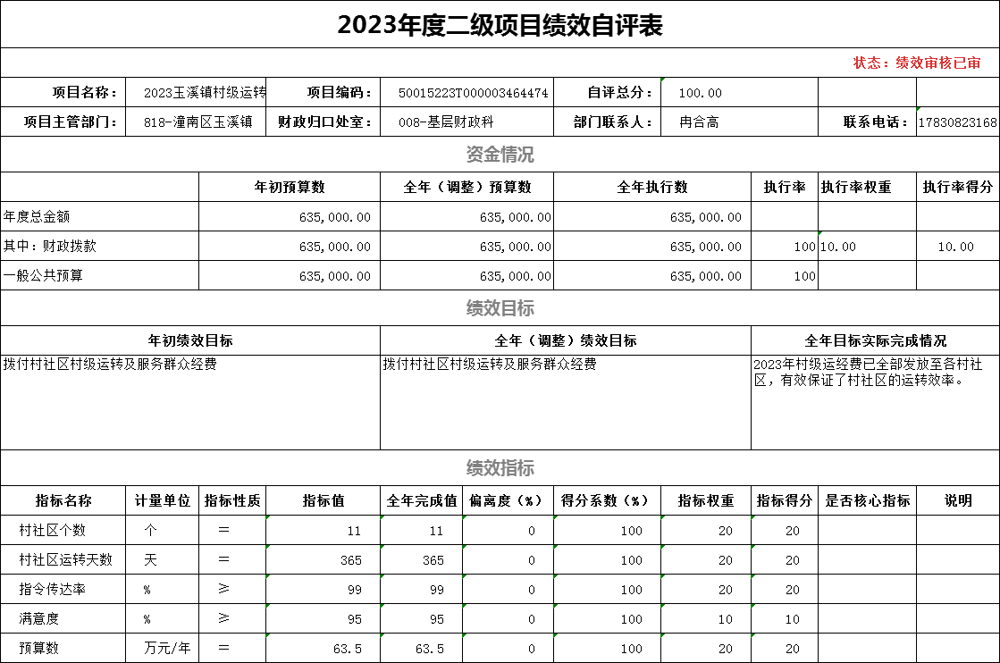 2023年度二级项目绩效自评表
状态：绩效审核已审
项目名称： 2023玉溪镇村级运转 项目编码： 50015223T000003464474 自评总分： 100.00
项目主管部门： 818-潼南区玉溪镇 财政归口处室： 008-基层财政科 部门联系人： 冉合高 联系电话： 17830823168
资金情况
年初预算数 全年（调整）预算数 全年执行数 执行率 执行率权重 执行率得分
年度总金额 635,000.00 635,000.00 635,000.00
其中：财政拨款 635,000.00 635,000.00 635,000.00 100 10.00 10.00
一般公共预算 635,000.00 635,000.00 635,000.00 100
绩效目标
年初绩效目标 全年（调整）绩效目标 全年目标实际完成情况
拨付村社区村级运转及服务群众经费 拨付村社区村级运转及服务群众经费 2023年村级运经费已全部发放至各村社
区，有效保证了村社区的运转效率。
绩效指标
指标名称 计量单位 指标性质 指标值 全年完成值 偏离度（%） 得分系数（%） 指标权重 指标得分 是否核心指标 说明
村社区个数 个 ＝ 11 11 0 100 20 20
村社区运转天数 天 ＝ 365 365 0 100 20 20
指令传达率 % ≥ 99 99 0 100 20 20
满意度 % ≥ 95 95 0 100 10 10
预算数 万元/年 ＝ 63.5 63.5 0 100 20 20